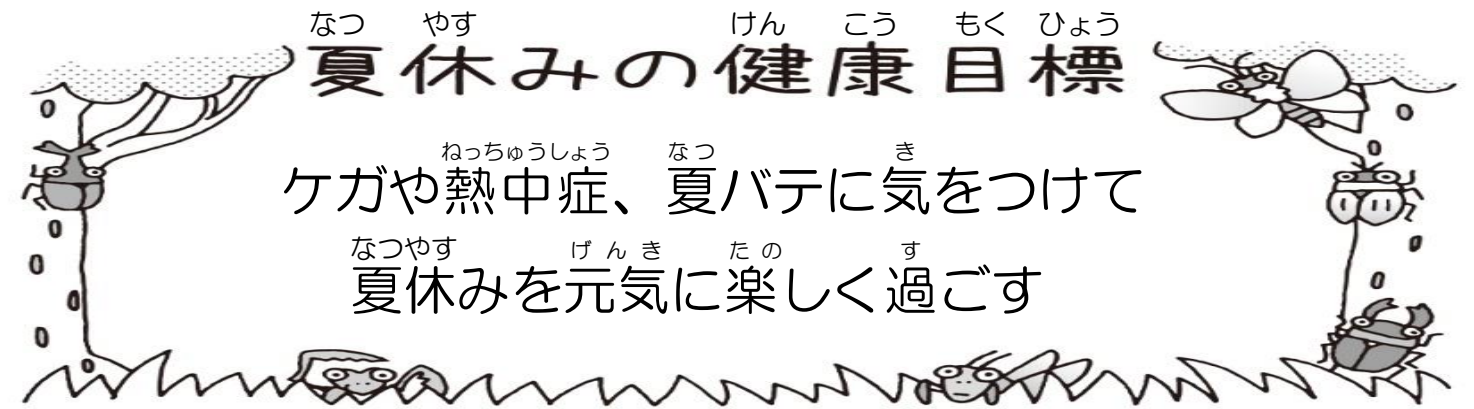 なつ やす けん こう もく ひょう
夏休みの健康目標
ねっちゅうしょう なつ き
ケガや熱中症、夏バテに気をつけて
なつやす げんき たの す
夏休みを元気に楽しく過ごす